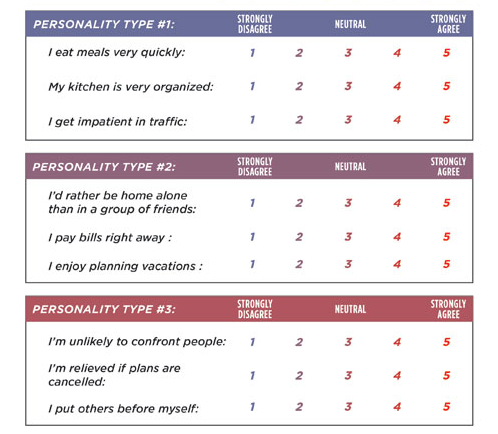 PERSONALITY TYPE #1: STRONGLY DISAGREE NEUTRAL STRONGLY AGREE
I eat meals very quickly: 1 2 3 4 5
My kitchen is very organized: 1 2 3 4 5
I get impatient in traffic: 1 2 3 4 5
PERSONALITY TYPE #2: STRONGLY DISAGREE NEUTRAL STRONGLY AGREE
I'd rather be home alone
than in a group of friends: 1 2 3 4 5
I pay bills right away : 1 2 3 4 5
I enjoy planning vacations : 1 2 3 4 5
PERSONALITY TYPE #3: STRONGLY DISAGREE NEUTRAL STRONGLY AGREE
I'm unlikely to confront people: 1 2 3 4 5
I'm relieved if plans are
cancelled: 1 2 3 4 5
I put others before myself: 1 2 3 4 5